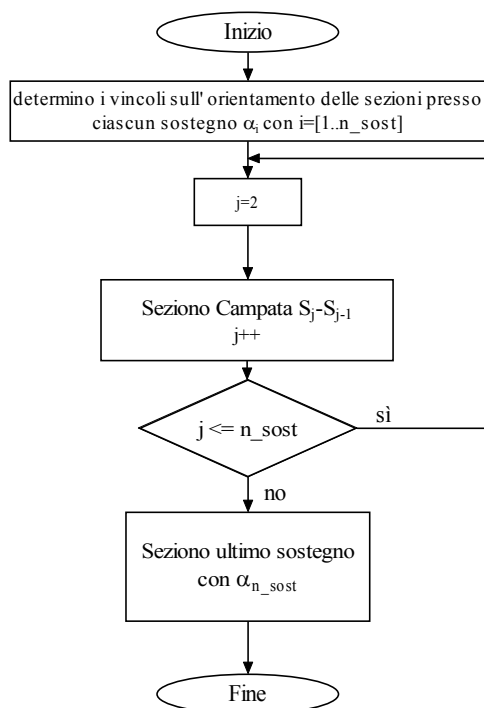 Inizio
determino i vincoli sull' orientamento delle sezioni presso
ciascun sostegno αi con i=[1..n_sost]
j=2
Seziono Campata Sj-Sj-1
j++
j <= n_sost
sì
no
Seziono ultimo sostegno
con αn_sost
Fine